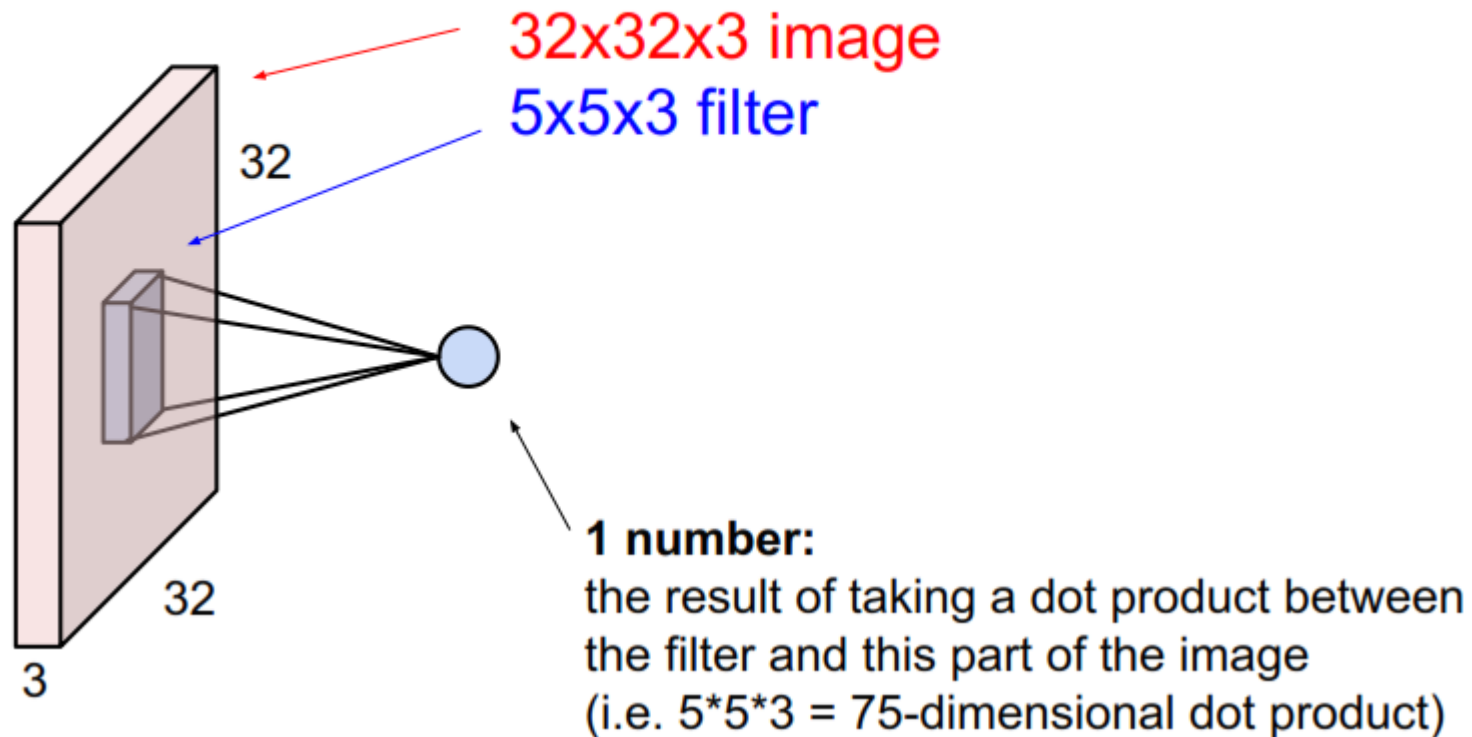 32x32x3 image
5x5x3 filter
32
32
3
1 number:
the result of taking a dot product between
the filter and this part of the image
(i.e. 5*5*3 = 75-dimensional dot product)